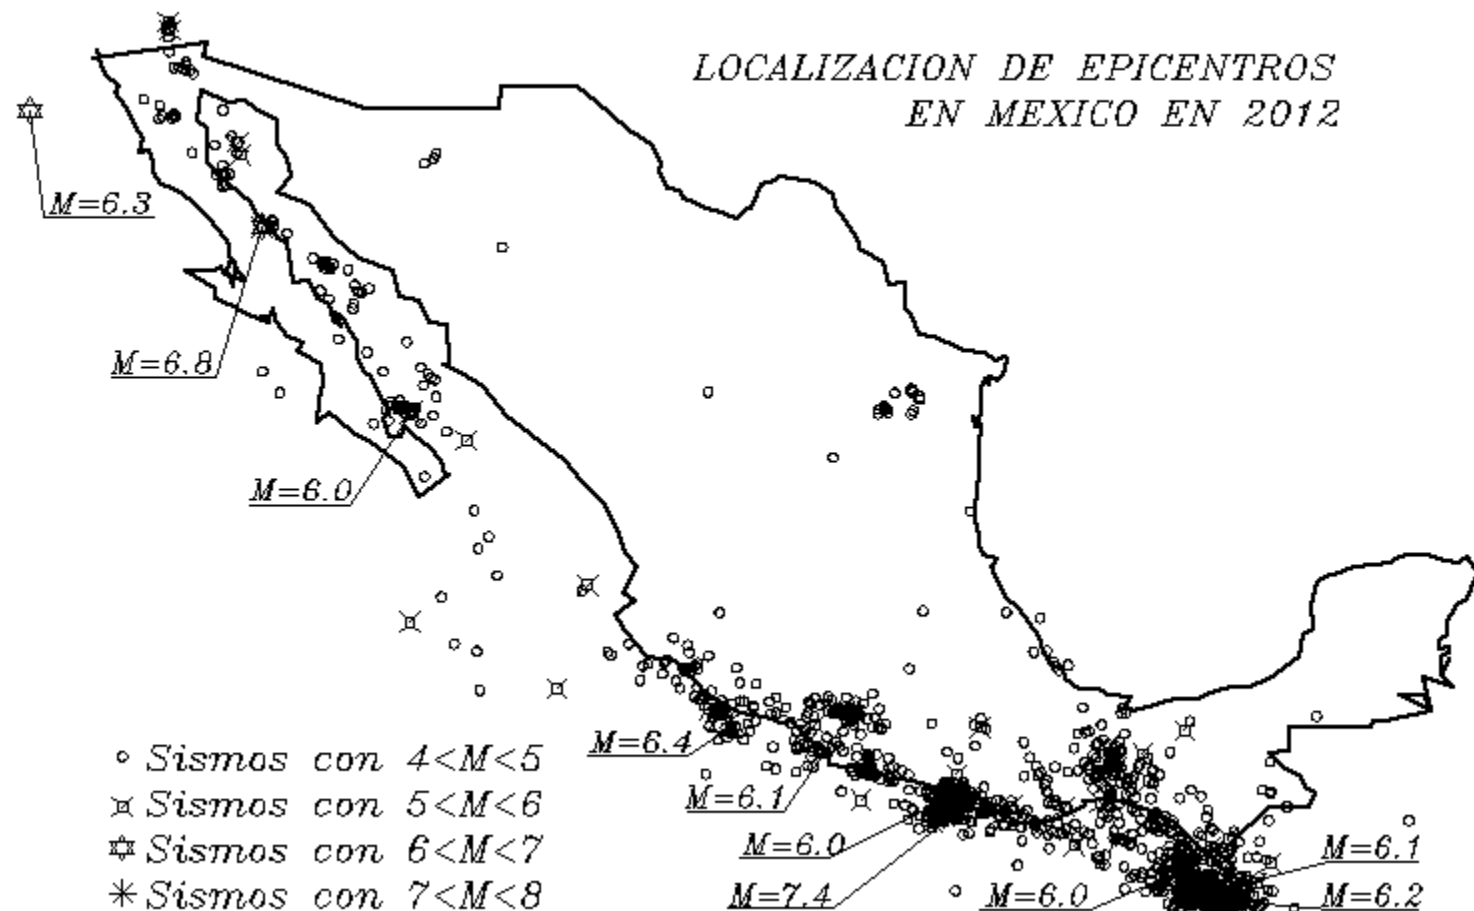 LOCALIZACION DE EPICENTROS
EN MEXICO EN 2012
M=6.3
M=6.8
M=6.0
M=6.4
M=6.1
M=6.0
M=7.4
M=6.0
M=6.1
M=6.2
Sismos con 4<M<5
Sismos con 5<M<6
Sismos con 6<M<7
Sismos con 7<M<8